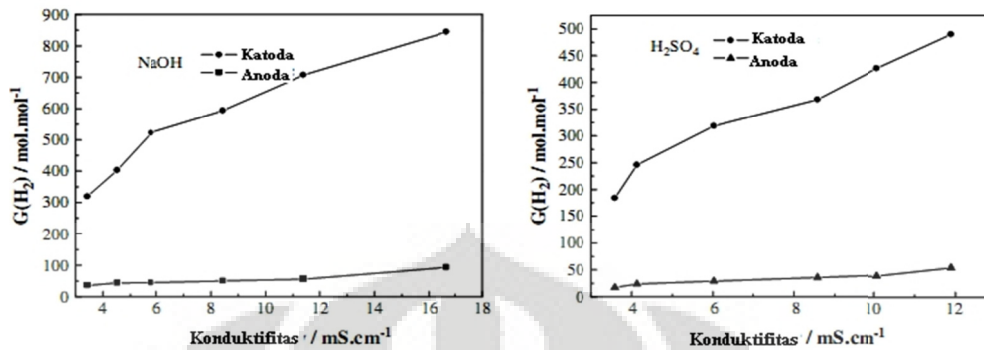 G(H₂) / mol.mol⁻¹
900
800
700
600
500
400
300
200
100
0
NaOH
Katoda
Anoda
4 6 8 10 12 14 16 18
Konduktifitas / mS.cm⁻¹
G(H₂) / mol.mol⁻¹
500
450
400
350
300
250
200
150
100
50
0
H₂SO₄
Katoda
Anoda
4 6 8 10 12
Konduktifitas / mS.cm⁻¹